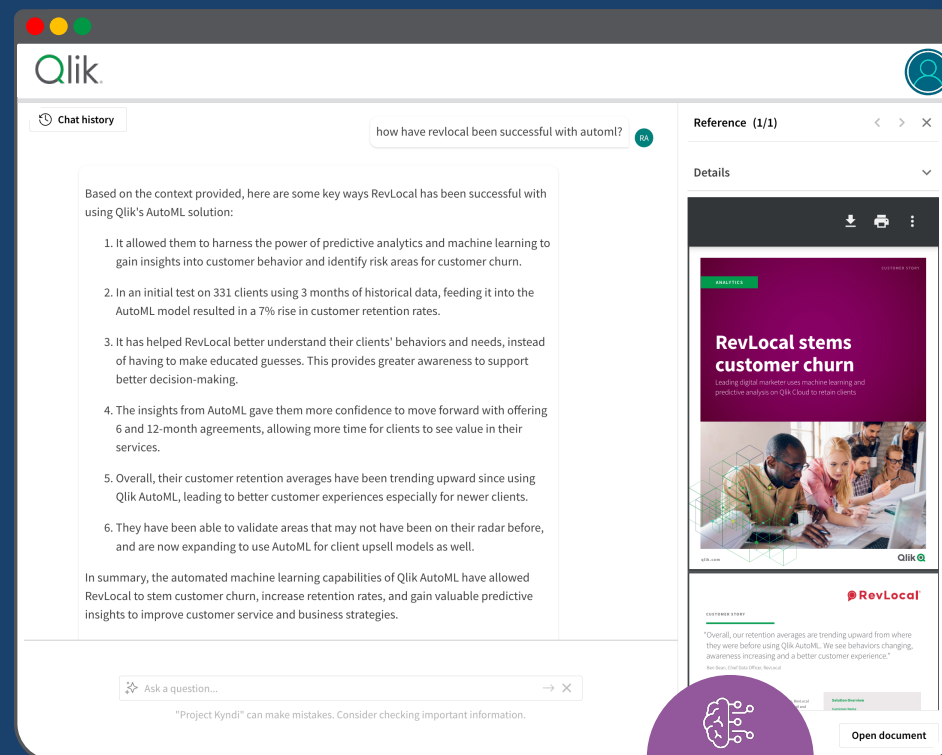 Qlik
Chat history
how have revlocal been successful with automl?
RA
Based on the context provided, here are some key ways RevLocal has been successful with
using Qlik's AutoML solution:
1. It allowed them to harness the power of predictive analytics and machine learning to
gain insights into customer behavior and identify risk areas for customer churn.
2. In an initial test on 331 clients using 3 months of historical data, feeding it into the
AutoML model resulted in a 7% rise in customer retention rates.
3. It has helped RevLocal better understand their clients' behaviors and needs, instead
of having to make educated guesses. This provides greater awareness to support
better decision-making.
4. The insights from AutoML gave them more confidence to move forward with offering
6 and 12-month agreements, allowing more time for clients to see value in their
services.
5. Overall, their customer retention averages have been trending upward since using
Qlik AutoML, leading to better customer experiences especially for newer clients.
6. They have been able to validate areas that may not have been on their radar before,
and are now expanding to use AutoML for client upsell models as well.
In summary, the automated machine learning capabilities of Qlik AutoML have allowed
RevLocal to stem customer churn, increase retention rates, and gain valuable predictive
insights to improve customer service and business strategies.
Ask a question...
"Project Kyndi" can make mistakes. Consider checking important information.
Reference (1/1)
Details
CUSTOMER STORY
ANALYTICS
RevLocal stems
customer churn
Leading digital marketer uses machine learning and
predictive analysis on Qlik Cloud to retain clients
qlik.com
Qlik
RevLocal
CUSTOMER STORY
"Overall, our retention averages are trending upward from where
they were before using Qlik AutoML. We see behaviors changing,
awareness increasing and a better customer experience."
Solution Overview
Customer Name
Open document